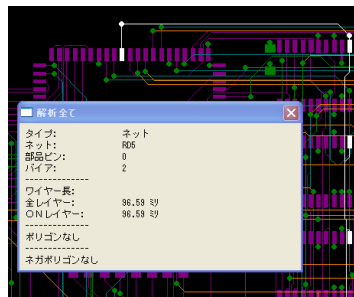 解析全て
タイプ: ネット
ネット: RD5
部品ピン: 0
バイア: 2
--------------
ワイヤー長:
全レイヤー: 96.59 ミリ
ONレイヤー: 96.59 ミリ
--------------
ポリゴンなし
--------------
ネガポリゴンなし